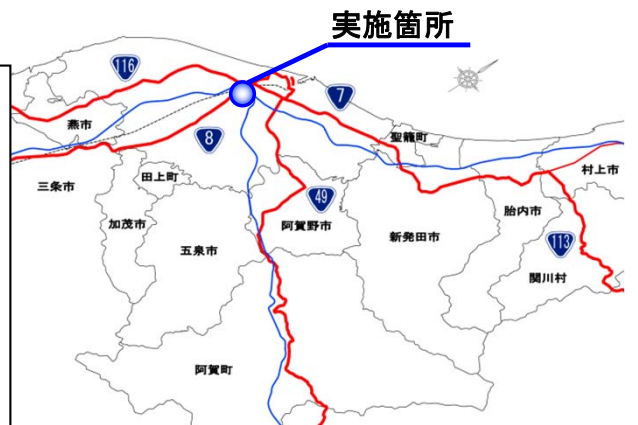 実施箇所
116
7
燕市
8
聖籠町
三条市
田上町
村上市
49
加茂市
阿賀野市
胎内市
五泉市
新発田市
113
関川村
阿賀町